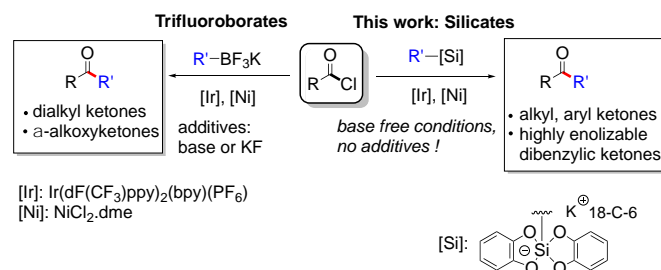 Trifluoroborates
This work: Silicates
O
R R'
• dialkyl ketones
• a-alkoxyketones
R'−BF3K
[Ir], [Ni]
additives:
base or KF
O
R Cl
R'−[Si]
[Ir], [Ni]
base free conditions,
no additives !
O
R R'
• alkyl, aryl ketones
• highly enolizable
dibenzylic ketones
[Ir]: Ir(dF(CF3)ppy)2(bpy)(PF6)
[Ni]: NiCl2.dme
[Si]:
K ⊕ 18-C-6
O O
Si
⊖
O O